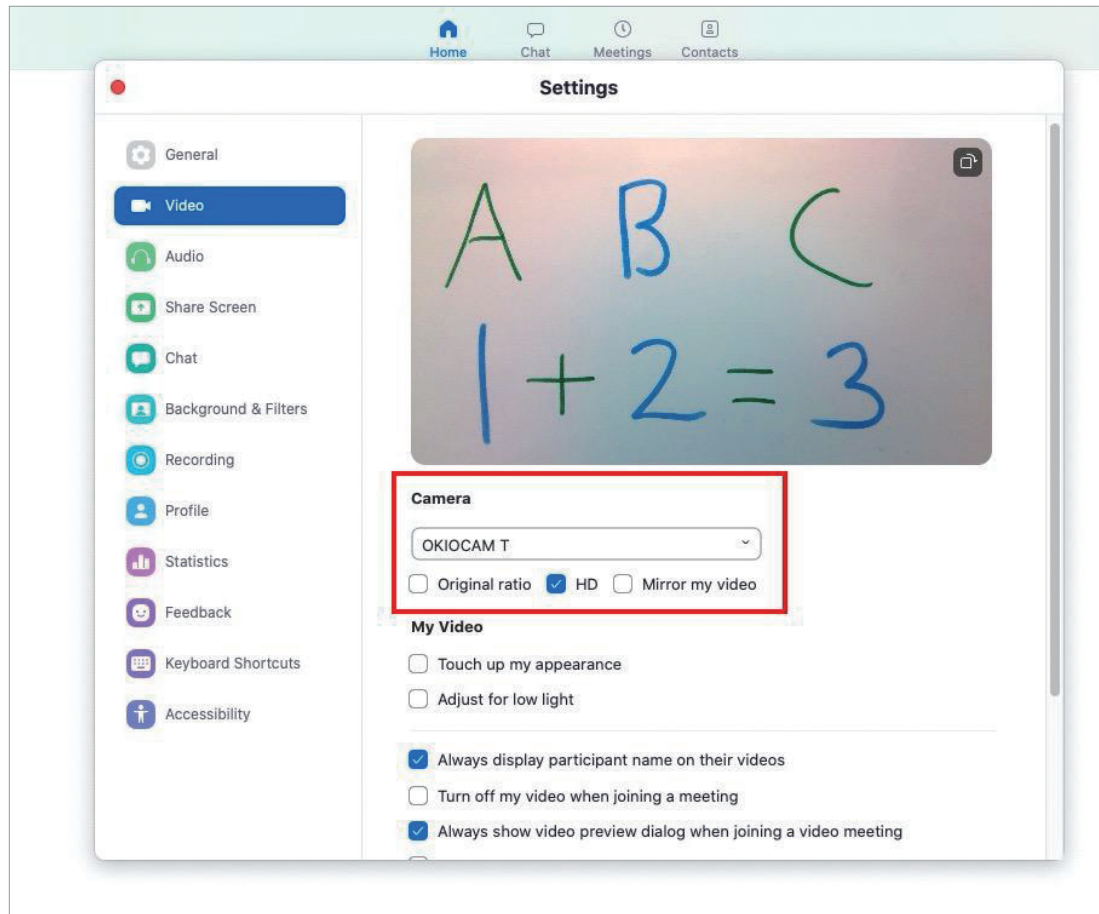 Home Chat Meetings Contacts
Settings
General
Video
Audio
Share Screen
Chat
Background & Filters
Recording
Profile
Statistics
Feedback
Keyboard Shortcuts
Accessibility
A B C
1 + 2 = 3
Camera
OKIOCAM T
Original ratio HD Mirror my video
My Video
Touch up my appearance
Adjust for low light
Always display participant name on their videos
Turn off my video when joining a meeting
Always show video preview dialog when joining a video meeting